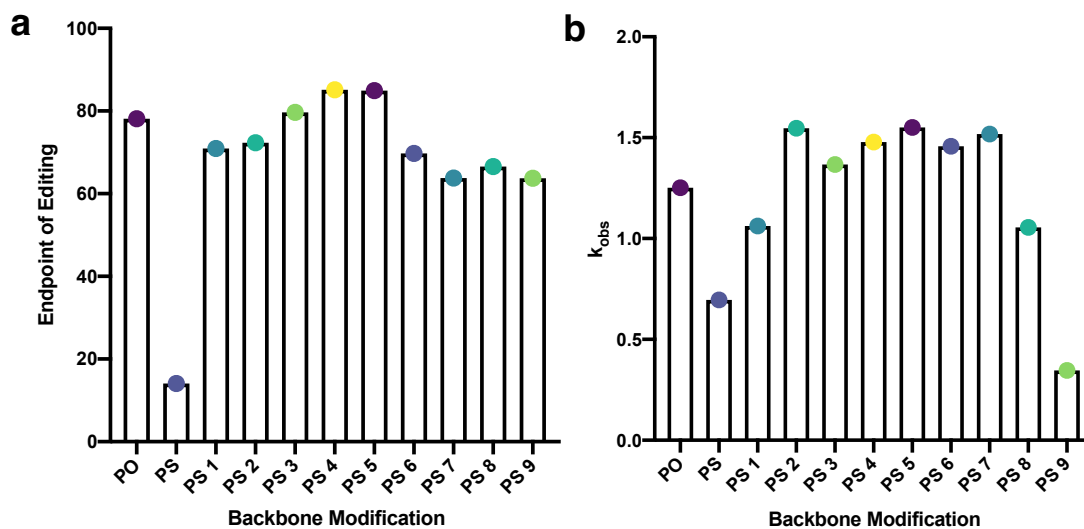 a
100
80
60
40
20
0
Endpoint of Editing
PO
PS
PS 1
PS 2
PS 3
PS 4
PS 5
PS 6
PS 7
PS 8
PS 9
Backbone Modification
b
2.0
1.5
1.0
0.5
0.0
kobs
PO
PS
PS 1
PS 2
PS 3
PS 4
PS 5
PS 6
PS 7
PS 8
PS 9
Backbone Modification